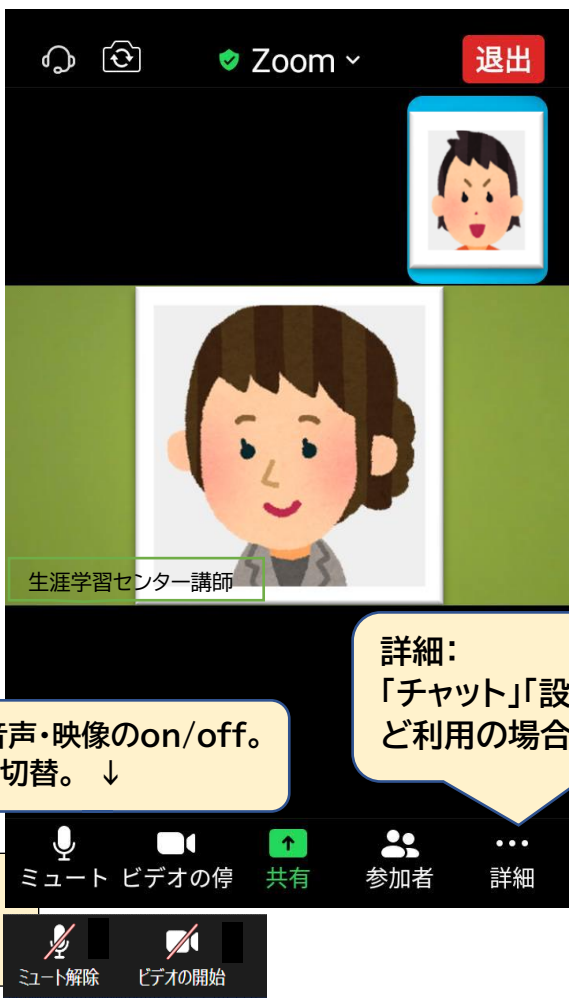 Zoom
退出
生涯学習センター講師
詳細:
「チャット」「設
ど利用の場合
声・映像のon/off。
切替。 ↓
ミュート ビデオの停 共有 参加者 詳細
ミュート解除 ビデオの開始